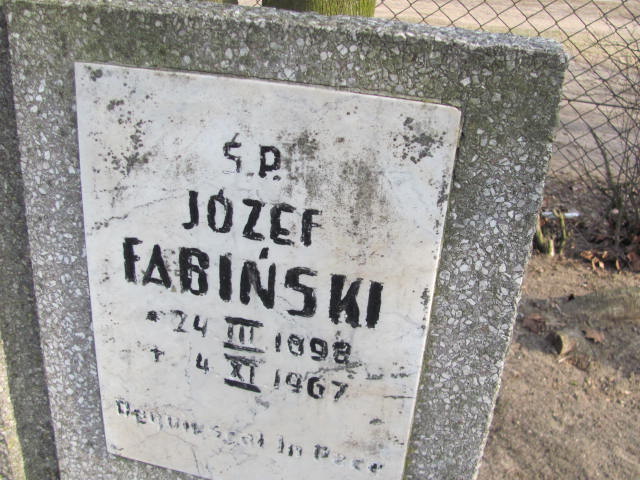 Ś.P.
JÓZEF
FABIŃSKI
* 24 III 1898
+ 4 XI 1967
Requiescat in Pace